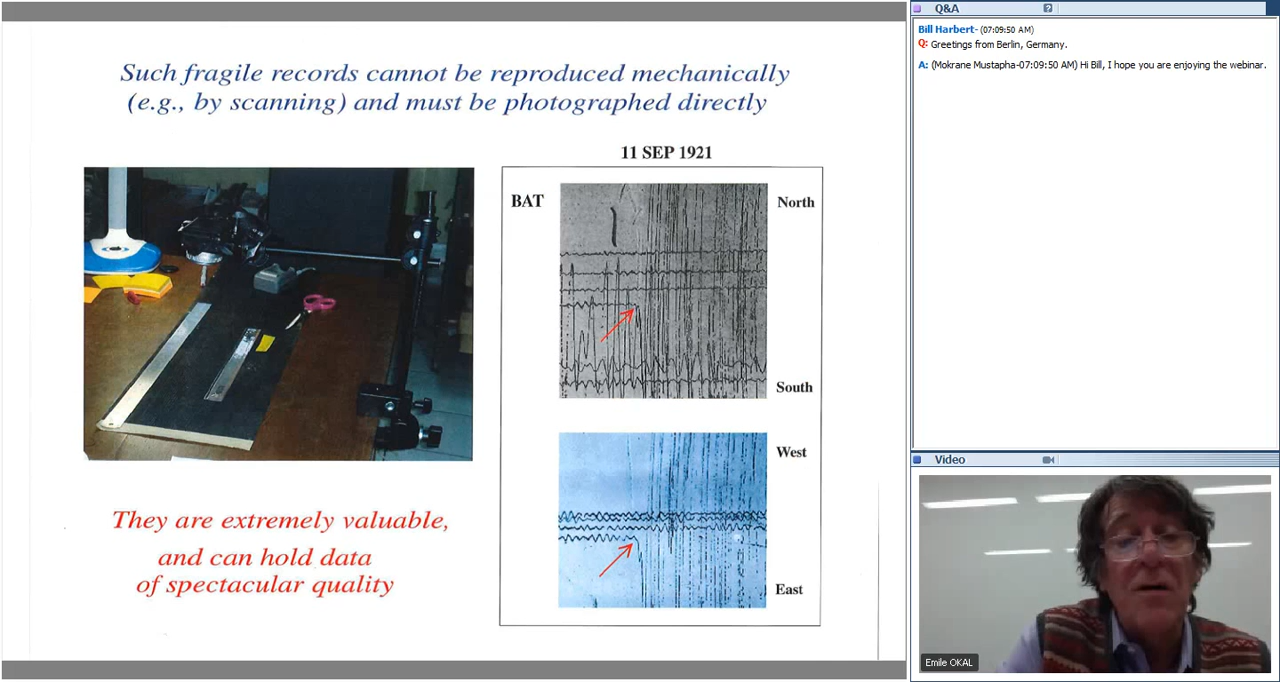 Such fragile records cannot be reproduced mechanically
(e.g., by scanning) and must be photographed directly
11 SEP 1921
BAT
North
South
West
East
They are extremely valuable,
and can hold data
of spectacular quality
Q&A
Bill Harbert- (07:09:50 AM)
Q: Greetings from Berlin, Germany.
A: (Mokrane Mustapha-07:09:50 AM) Hi Bill, I hope you are enjoying the webinar.
Video
Emile OKAL